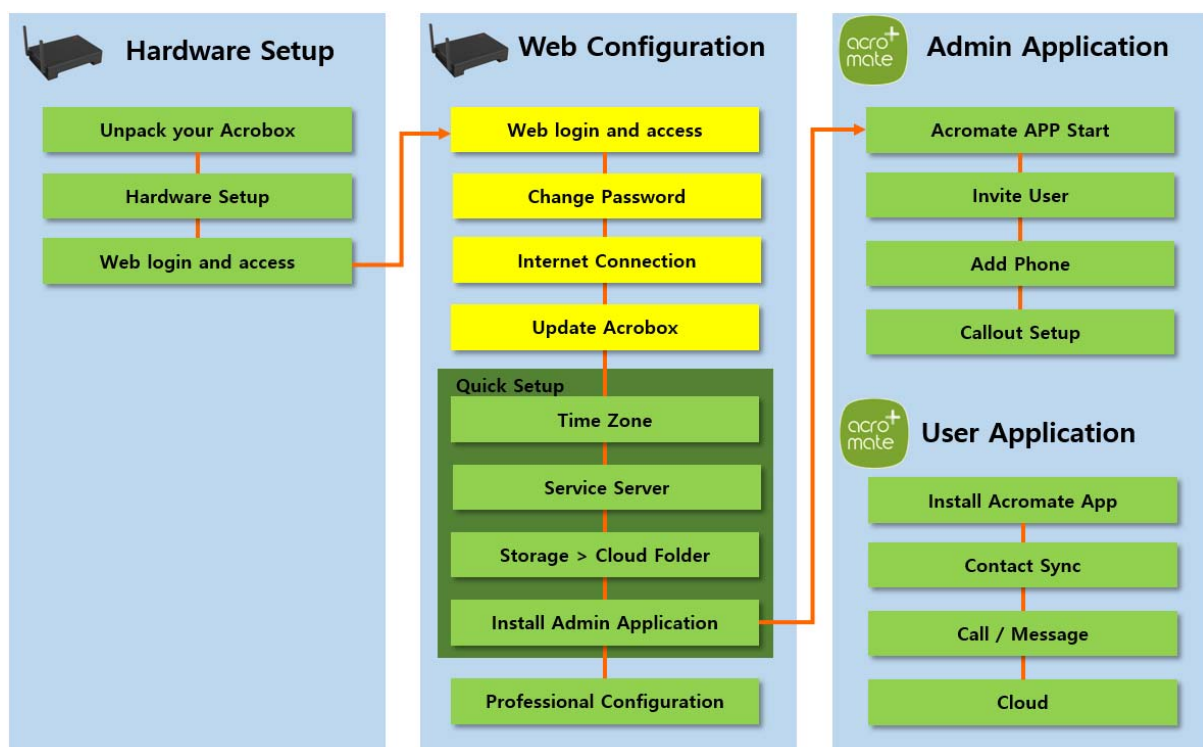 Hardware Setup
Unpack your Acrobox
Hardware Setup
Web login and access
Web Configuration
Web login and access
Change Password
Internet Connection
Update Acrobox
Quick Setup
Time Zone
Service Server
Storage > Cloud Folder
Install Admin Application
Professional Configuration
acro+
mate
Admin Application
Acromate APP Start
Invite User
Add Phone
Callout Setup
acro+
mate
User Application
Install Acromate App
Contact Sync
Call / Message
Cloud